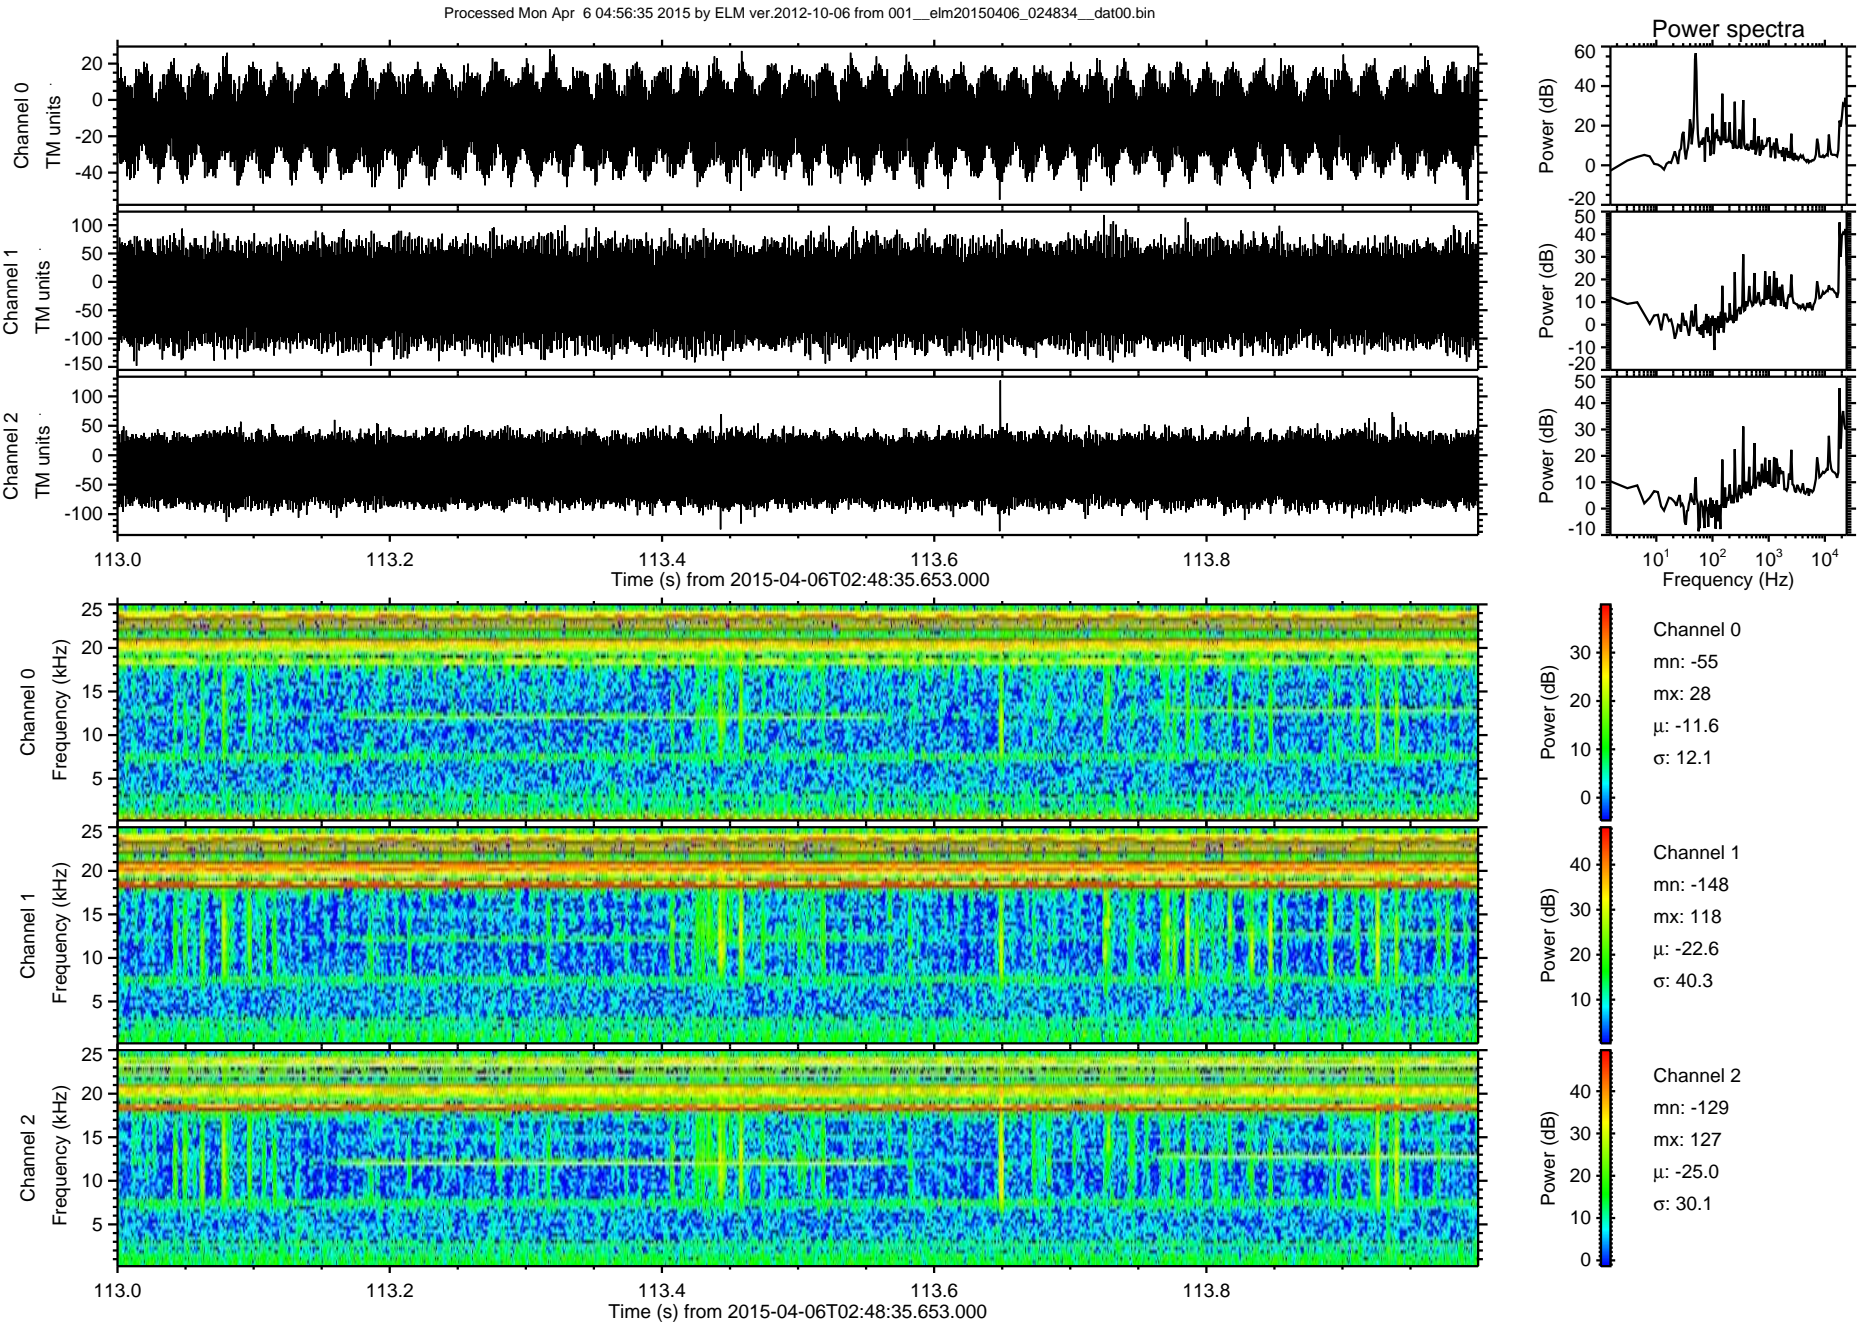 Processed Mon Apr  6 04:56:35 2015 by ELM ver.2012-10-06 from 001__elm20150406_024834__dat00.bin
Power spectra
Channel 0
TM units
20
0
-20
-40
Power (dB)
60
40
20
0
-20
Channel 1
TM units
100
50
0
-50
-100
-150
Power (dB)
50
40
30
20
10
0
-10
-20
Channel 2
TM units
100
50
0
-50
-100
Power (dB)
50
40
30
20
10
0
-10
113.0 113.2 113.4 113.6 113.8
Time (s) from 2015-04-06T02:48:35.653.000
10¹ 10² 10³ 10⁴
Frequency (Hz)
Channel 0
Frequency (kHz)
25
20
15
10
5
Power (dB)
30
20
10
0
Channel 0
mn: -55
mx: 28
μ: -11.6
σ: 12.1
Channel 1
Frequency (kHz)
25
20
15
10
5
Power (dB)
40
30
20
10
Channel 1
mn: -148
mx: 118
μ: -22.6
σ: 40.3
Channel 2
Frequency (kHz)
25
20
15
10
5
Power (dB)
40
30
20
10
0
Channel 2
mn: -129
mx: 127
μ: -25.0
σ: 30.1
113.0 113.2 113.4 113.6 113.8
Time (s) from 2015-04-06T02:48:35.653.000